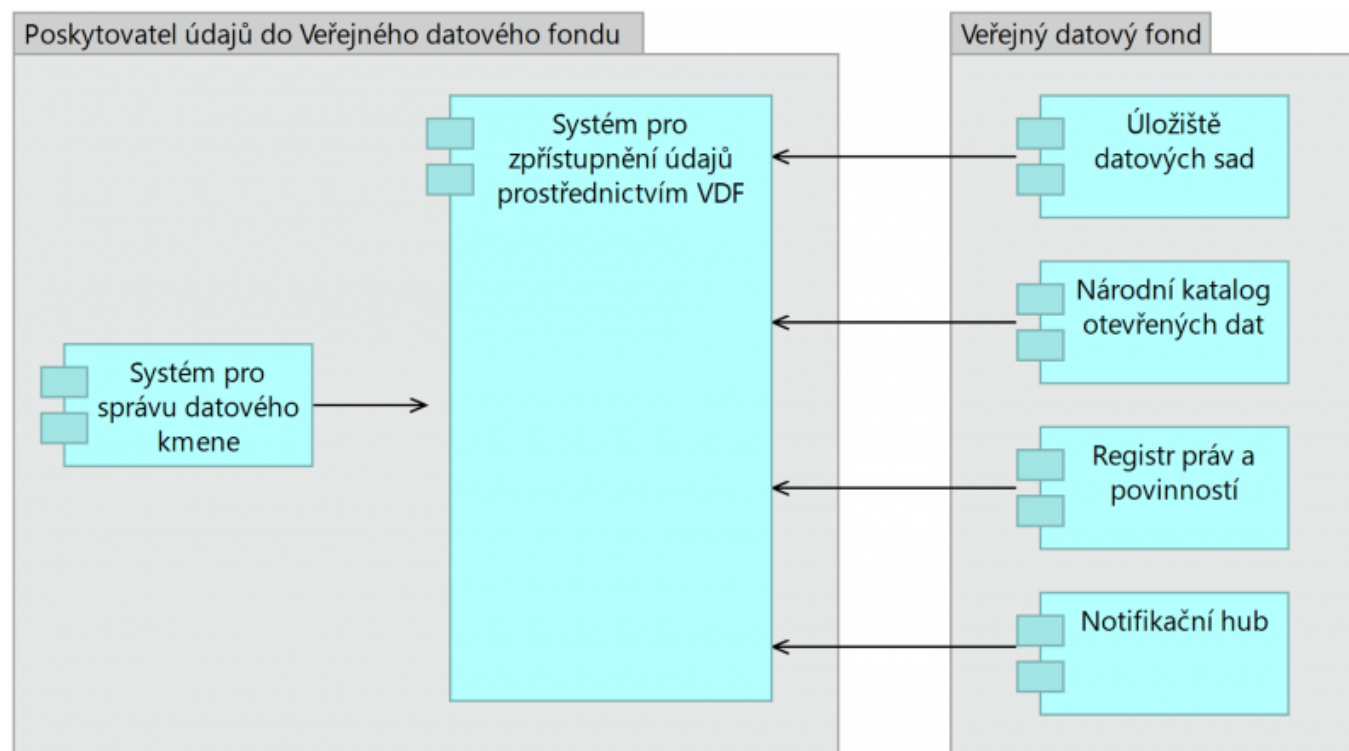 Poskytovatel údajů do Veřejného datového fondu
Systém pro
zpřístupnění údajů
prostřednictvím VDF
Systém pro
správu datového
kmene
Veřejný datový fond
Úložiště
datových sad
Národní katalog
otevřených dat
Registr práv a
povinností
Notifikační hub